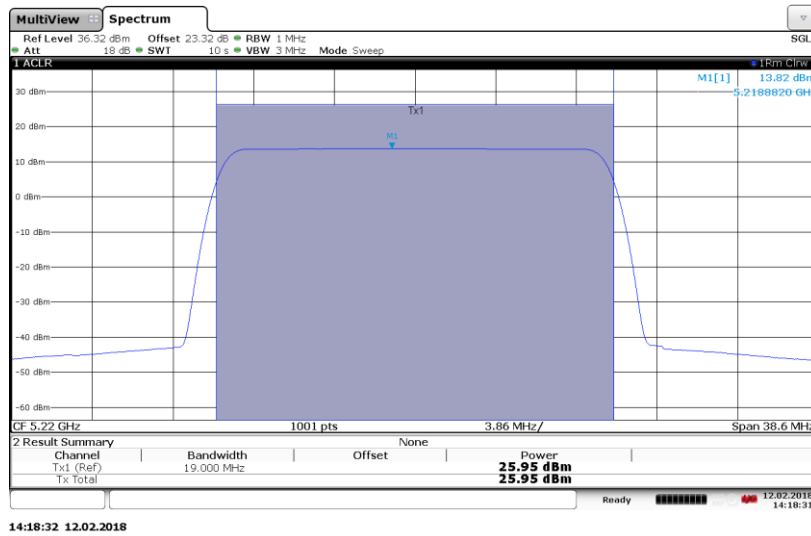 MultiView Spectrum
Ref Level 36.32 dBm Offset 23.32 dB RBW 1 MHz SGL
Att 18 dB SWT 10 s VBW 3 MHz Mode Sweep
1 ACLR 1Rm Clrw
M1[1] 13.82 dBm
5.2188820 GHz
30 dBm
Tx1
20 dBm
M1
10 dBm
0 dBm
-10 dBm
-20 dBm
-30 dBm
-40 dBm
-50 dBm
-60 dBm
CF 5.22 GHz 1001 pts 3.86 MHz/ Span 38.6 MHz
2 Result Summary None
Channel Bandwidth Offset Power
Tx1 (Ref) 19.000 MHz 25.95 dBm
Tx Total 25.95 dBm
Ready 12.02.2018
14:18:31
14:18:32 12.02.2018